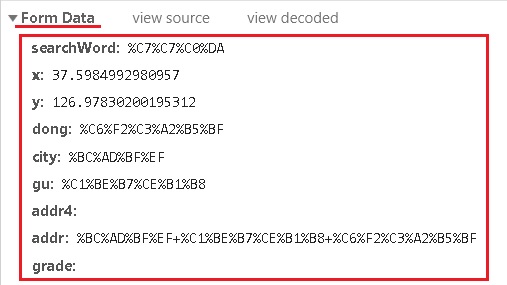 Form Data view source view decoded
searchWord: %C7%C7%C0%DA
x: 37.5984992980957
y: 126.97830200195312
dong: %C6%F2%C3%A2%B5%BF
city: %BC%AD%BF%EF
gu: %C1%BE%B7%CE%B1%B8
addr4:
addr: %BC%AD%BF%EF+%C1%BE%B7%CE%B1%B8+%C6%F2%C3%A2%B5%BF
grade: